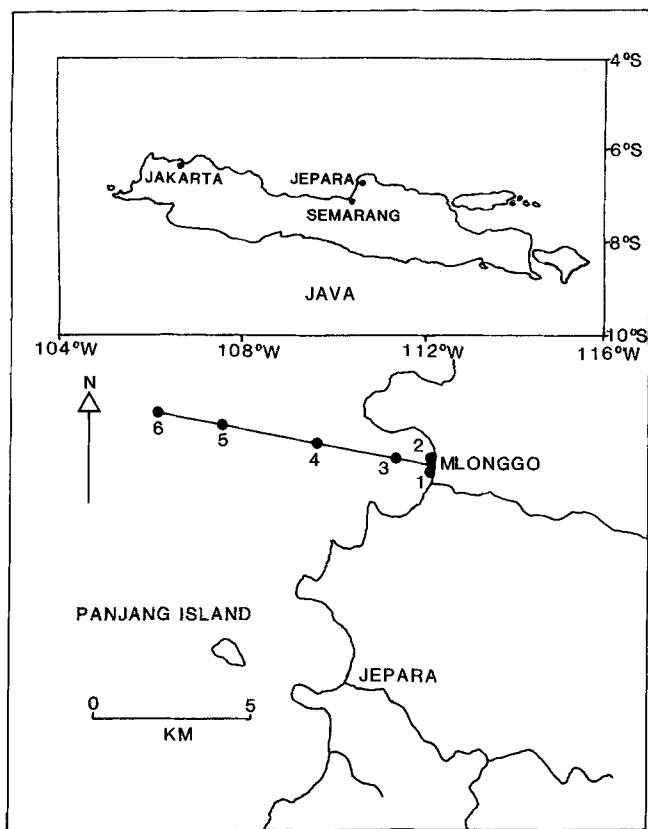 4°S
6°S
JAKARTA
JEPARA
SEMARANG
8°S
JAVA
10°S
104°W 108°W 112°W 116°W
N
6
5
4
3
2
MLONGGO
1
PANJANG ISLAND
JEPARA
0 5
KM